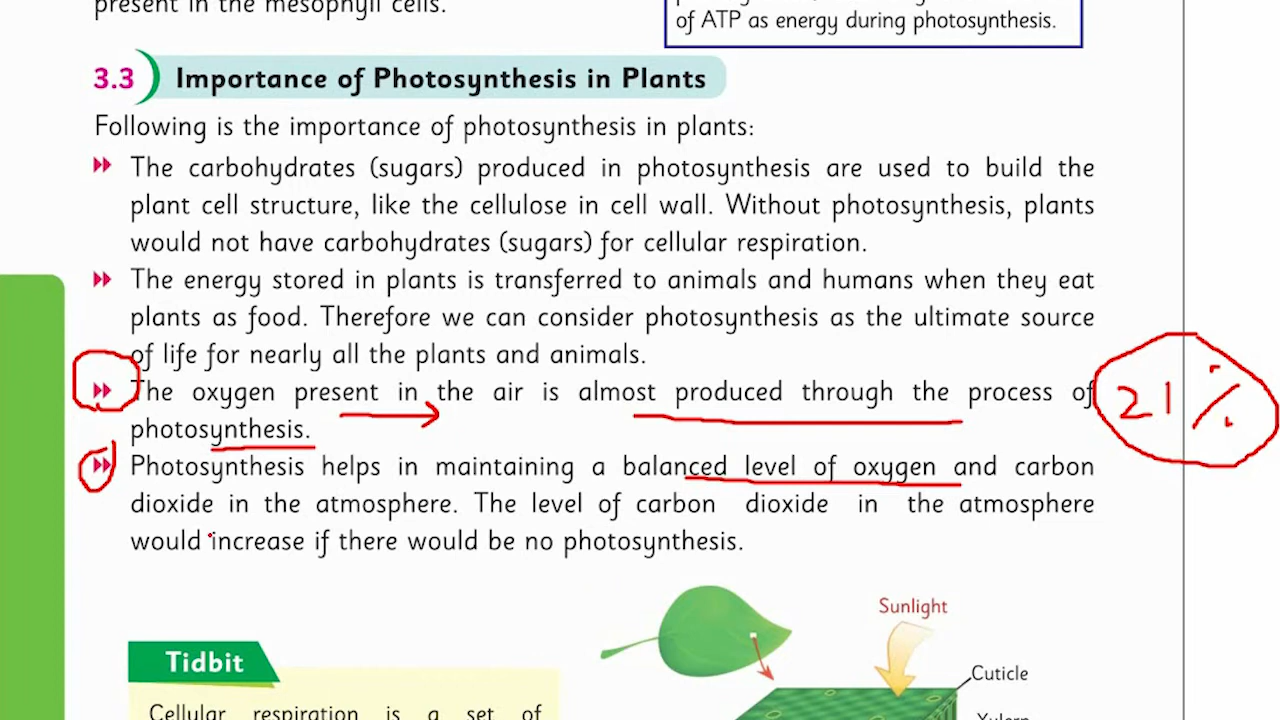 present in the mesophyll cells.
of ATP as energy during photosynthesis.
3.3 Importance of Photosynthesis in Plants
Following is the importance of photosynthesis in plants:
The carbohydrates (sugars) produced in photosynthesis are used to build the
plant cell structure, like the cellulose in cell wall. Without photosynthesis, plants
would not have carbohydrates (sugars) for cellular respiration.
The energy stored in plants is transferred to animals and humans when they eat
plants as food. Therefore we can consider photosynthesis as the ultimate source
of life for nearly all the plants and animals.
The oxygen present in the air is almost produced through the process of
21%
photosynthesis.
Photosynthesis helps in maintaining a balanced level of oxygen and carbon
dioxide in the atmosphere. The level of carbon dioxide in the atmosphere
would increase if there would be no photosynthesis.
Sunlight
Tidbit
Cuticle
Cellular respiration is a set of
Xylem